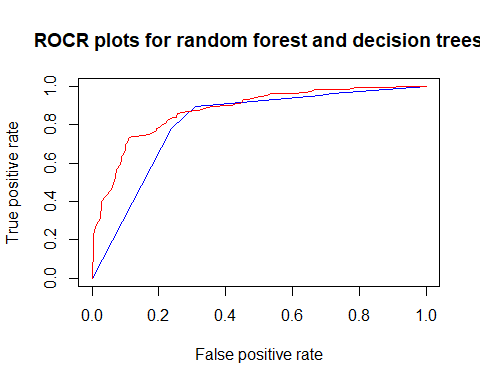 ROCR plots for random forest and decision trees
True positive rate
0.0 0.2 0.4 0.6 0.8 1.0
0.0 0.2 0.4 0.6 0.8 1.0
False positive rate